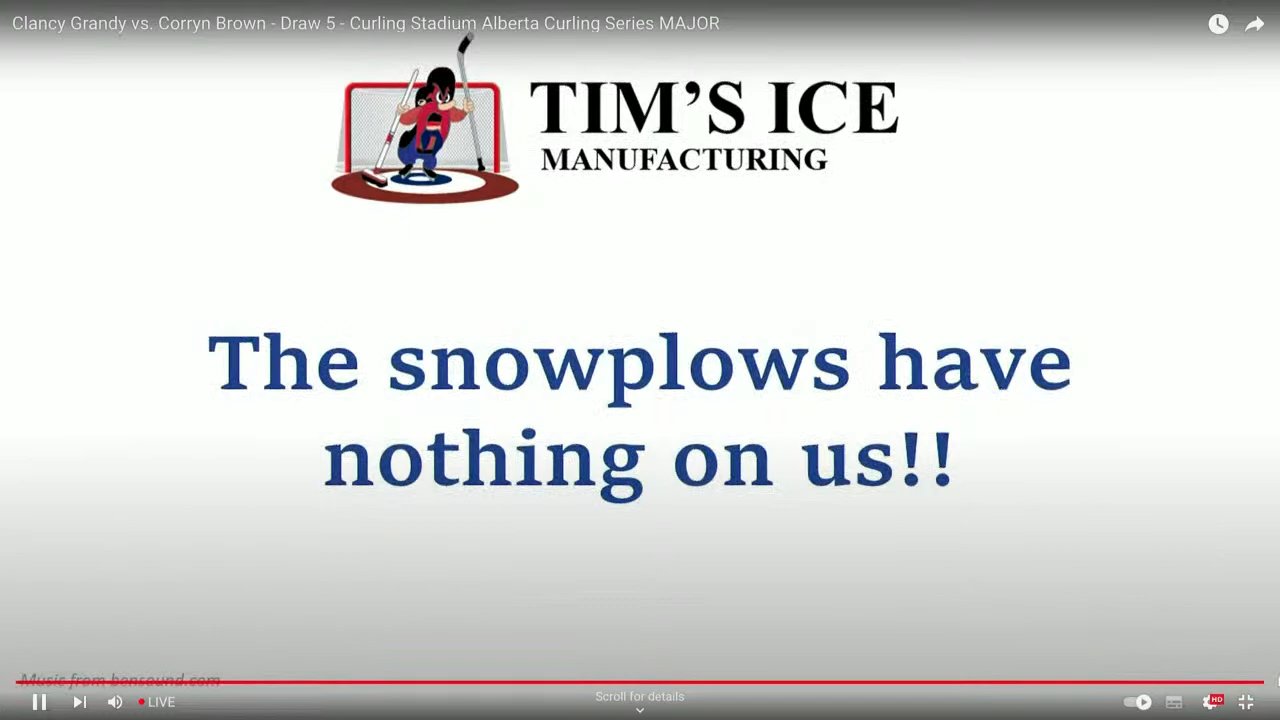 Clancy Grandy vs. Corryn Brown - Draw 5 - Curling Stadium Alberta Curling Series MAJOR
TIM'S ICE
MANUFACTURING
The snowplows have
nothing on us!!
Music from bensound.com
LIVE
Scroll for details
HD